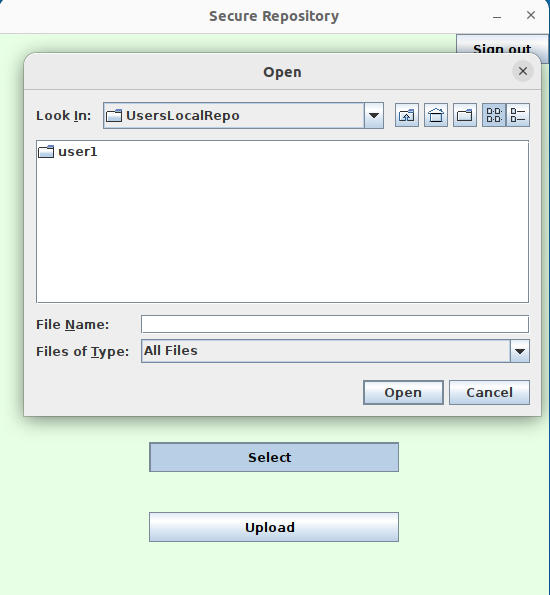 Secure Repository
Sign out
Open
Look In: UsersLocalRepo
user1
File Name:
Files of Type: All Files
Open Cancel
Select
Upload